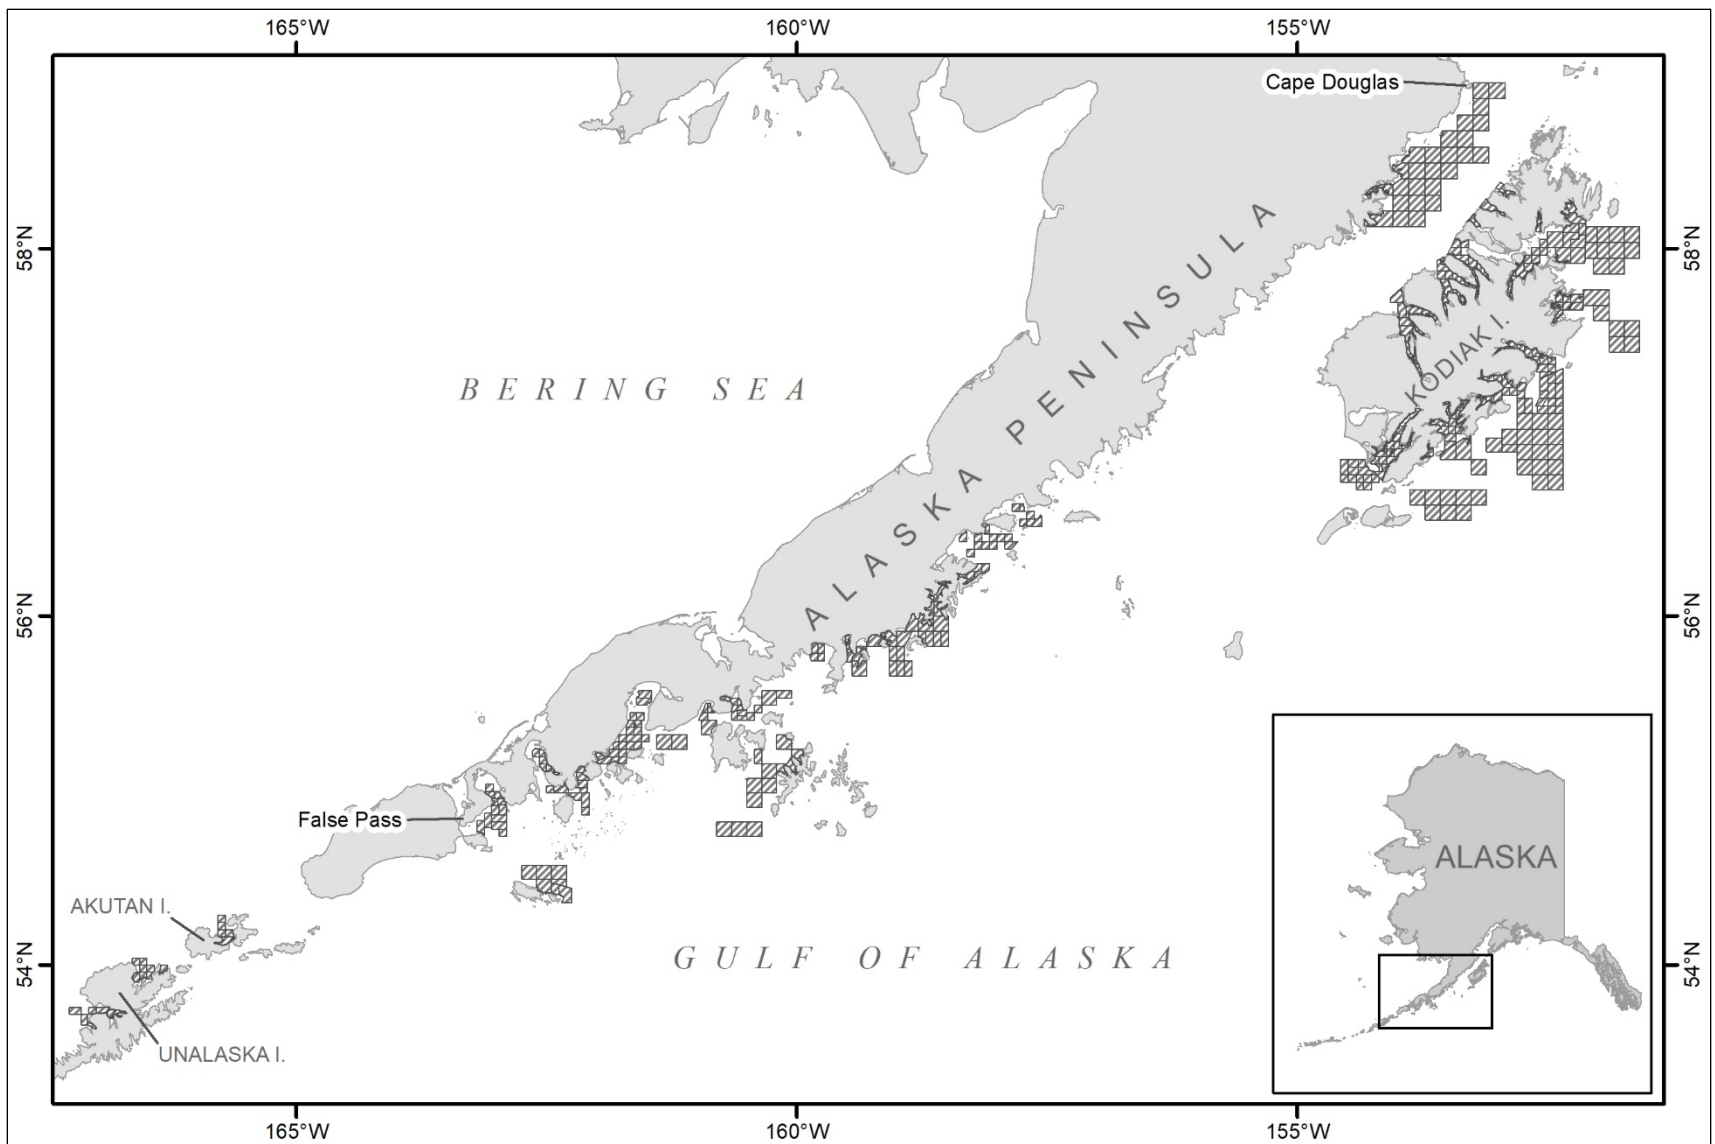 165°W 160°W 155°W
Cape Douglas
58°N 58°N
ALASKA PENINSULA
KODIAK I.
BERING SEA
56°N 56°N
False Pass
ALASKA
AKUTAN I.
GULF OF ALASKA
54°N 54°N
UNALASKA I.
165°W 160°W 155°W